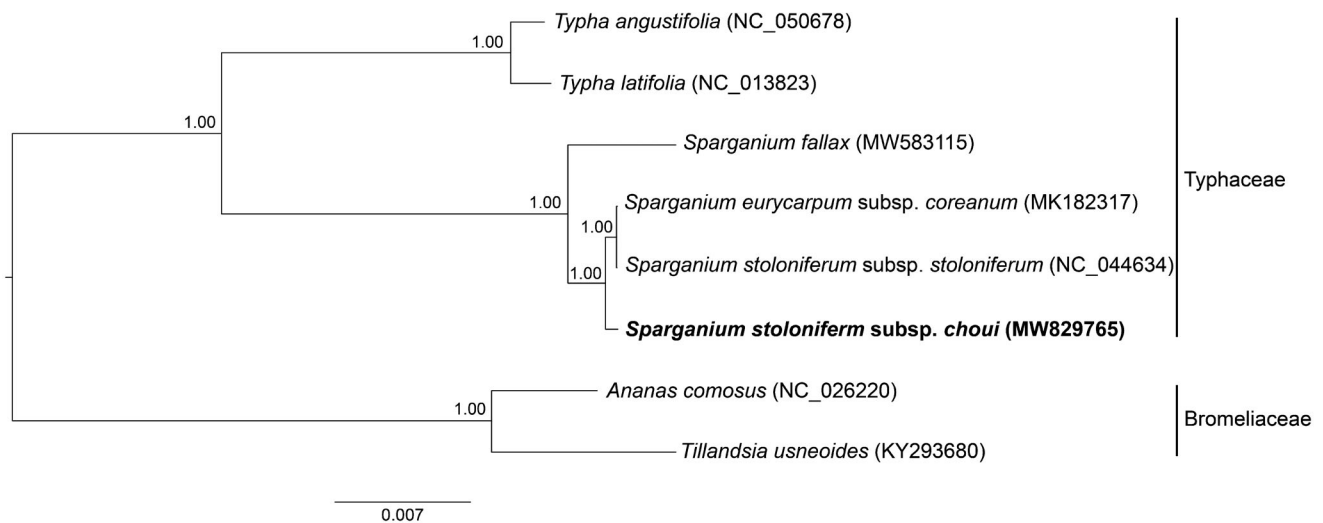 Typha angustifolia (NC_050678)
1.00
Typha latifolia (NC_013823)
1.00
Sparganium fallax (MW583115)
Typhaceae
1.00
Sparganium eurycarpum subsp. coreanum (MK182317)
1.00
Sparganium stoloniferum subsp. stoloniferum (NC_044634)
1.00
Sparganium stoloniferm subsp. choui (MW829765)
Ananas comosus (NC_026220)
1.00
Bromeliaceae
Tillandsia usneoides (KY293680)
0.007